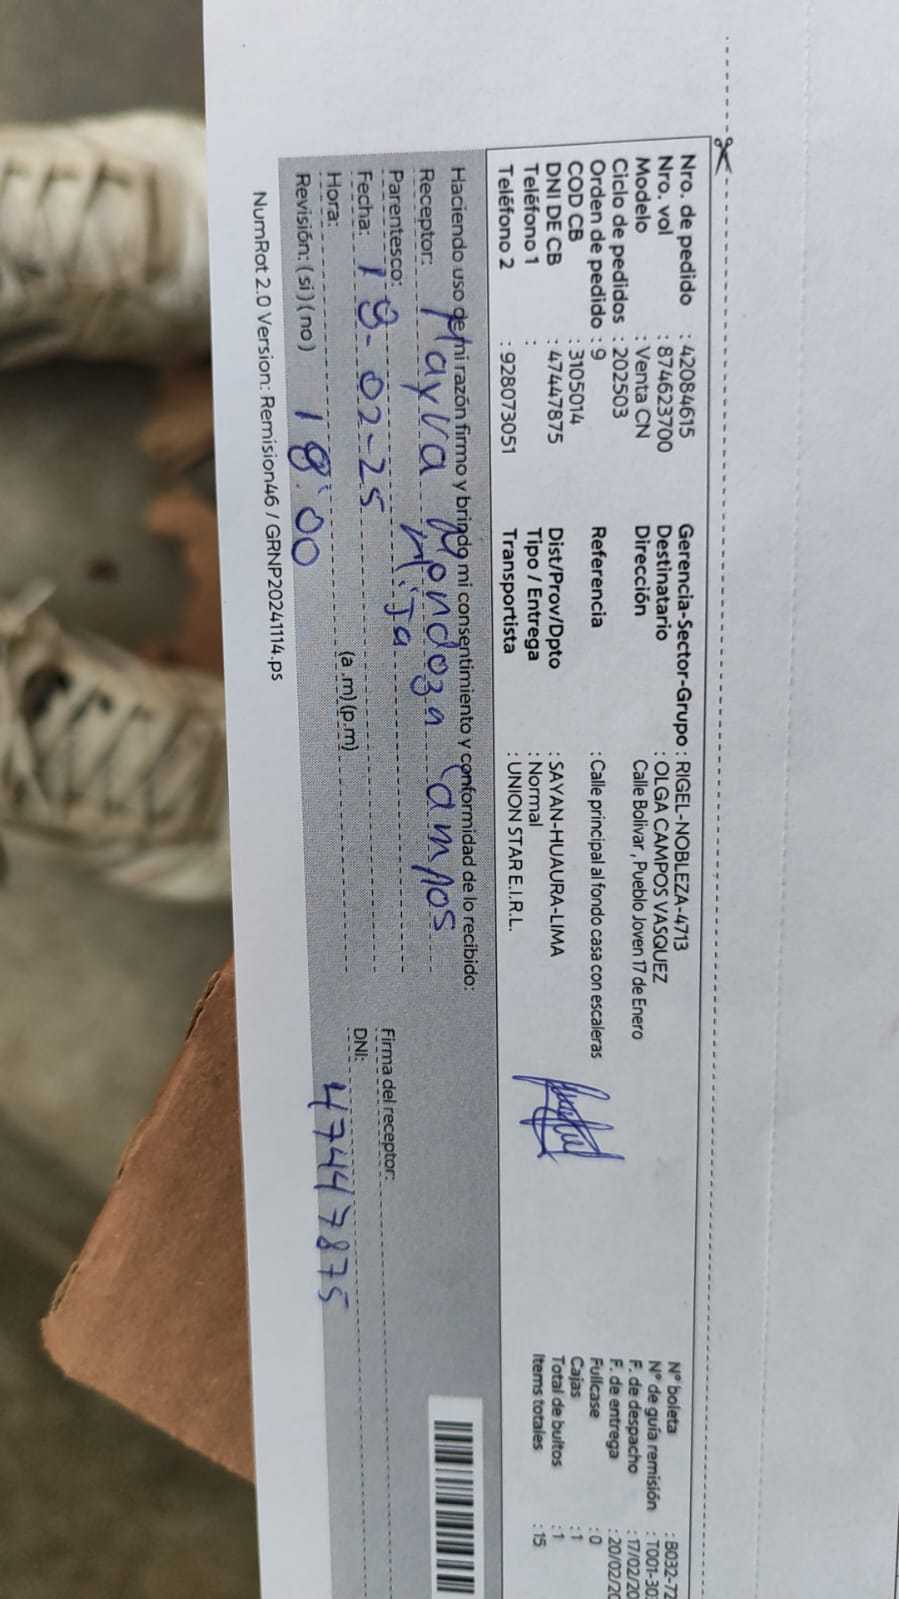 Nro. de pedido : 42084615
Nro. vol : 874623700
Modelo : Venta CN
Ciclo de pedidos : 202503
Orden de pedido : 9
COD CB : 3105014
DNI DE CB : 47447875
Teléfono 1 :
Teléfono 2 : 928073051
Gerencia-Sector-Grupo : RIGEL-NOBLEZA-4713
Destinatario : OLGA CAMPOS VASQUEZ
Dirección Calle Bolivar , Pueblo Joven 17 de Enero
Referencia : Calle principal al fondo casa con escaleras
Dist/Prov/Dpto : SAYAN-HUAURA-LIMA
Tipo / Entrega : Normal
Transportista : UNION STAR E.I.R.L.
N° boleta : B032-72
N° de guía remisión : T001-30
F. de despacho : 17/02/20
F. de entrega : 20/02/20
Fullcase : 0
Cajas : 1
Total de bultos : 1
Items totales : 15
Haciendo uso de mi razón firmo y brindo mi consentimiento y conformidad de lo recibido:
Receptor: Mendoza Campos
Parentesco: Hija
Fecha: 19-02-25
Hora: (a.m) (p.m)
Revisión: (si) (no) 18:00
Firma del receptor:
DNI: 47447875
NumRot 2.0 Version: Remision46 / GRNP20241114.ps